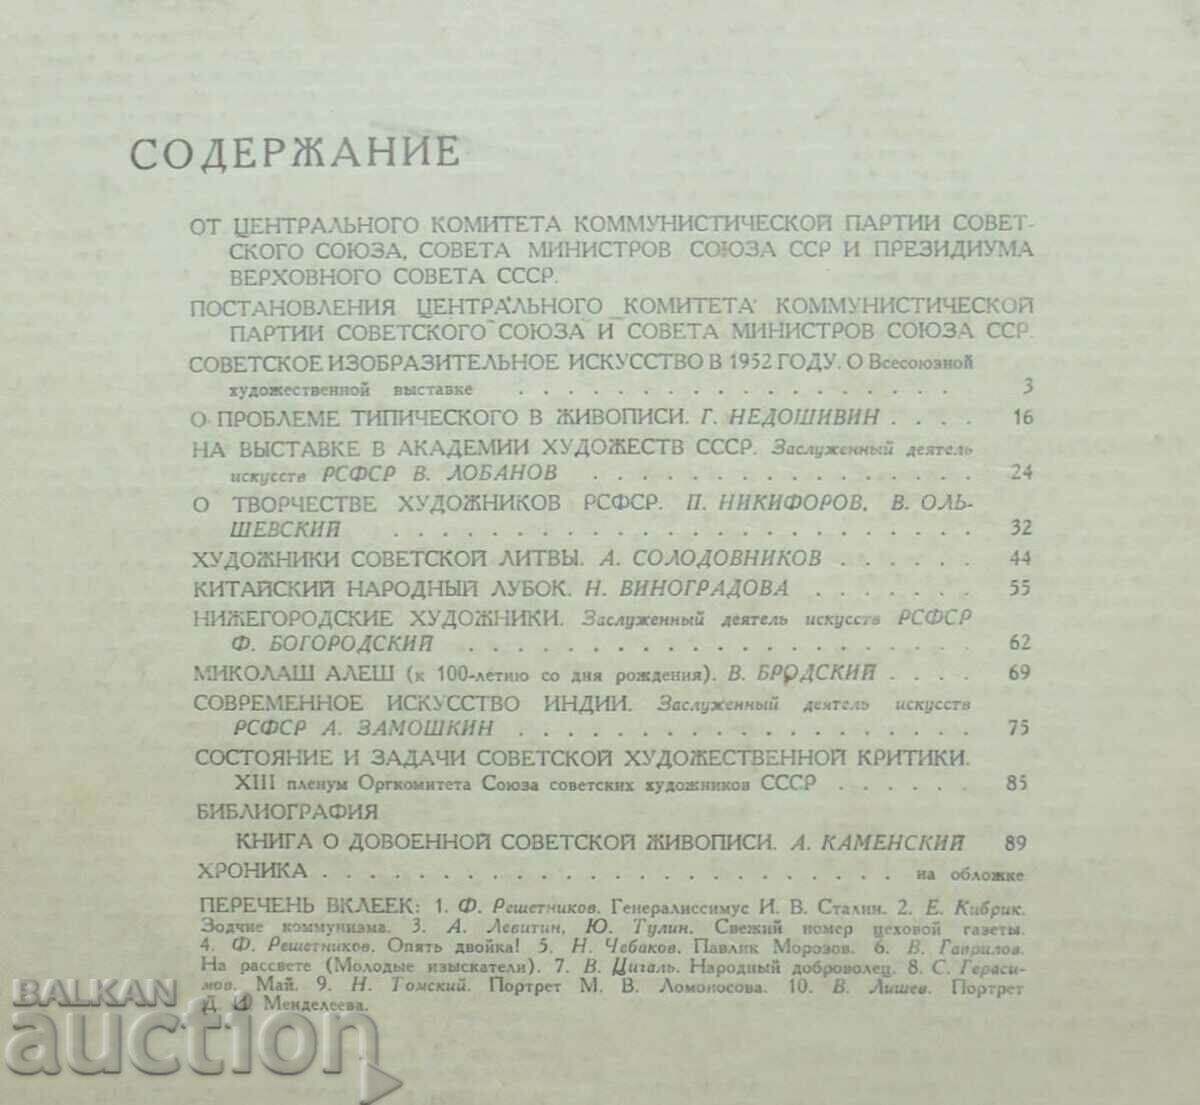 СОДЕРЖАНИЕ
ОТ ЦЕНТРАЛЬНОГО КОМИТЕТА КОММУНИСТИЧЕСКОЙ ПАРТИИ СОВЕТ-
СКОГО СОЮЗА, СОВЕТА МИНИСТРОВ СОЮЗА ССР И ПРЕЗИДИУМА
ВЕРХОВНОГО СОВЕТА СССР.
ПОСТАНОВЛЕНИЯ ЦЕНТРАЛЬНОГО КОМИТЕТА КОММУНИСТИЧЕСКОЙ
ПАРТИИ СОВЕТСКОГО СОЮЗА И СОВЕТА МИНИСТРОВ СОЮЗА ССР.
СОВЕТСКОЕ ИЗОБРАЗИТЕЛЬНОЕ ИСКУССТВО В 1952 ГОДУ. О Всесоюзной
художественной выставке . . . . . . . . . . . . . . . . 3
О ПРОБЛЕМЕ ТИПИЧЕСКОГО В ЖИВОПИСИ. Г. НЕДОШИВИН . . . . 16
НА ВЫСТАВКЕ В АКАДЕМИИ ХУДОЖЕСТВ СССР. Заслуженный деятель
искусств РСФСР В. ЛОБАНОВ . . . . . . . . . . . . . . . 24
О ТВОРЧЕСТВЕ ХУДОЖНИКОВ РСФСР. П. НИКИФОРОВ, В. ОЛЬ-
ШЕВСКИЙ . . . . . . . . . . . . . . . . . . . . . 32
ХУДОЖНИКИ СОВЕТСКОЙ ЛИТВЫ. А. СОЛОДОВНИКОВ . . . . . . 44
КИТАЙСКИЙ НАРОДНЫЙ ЛУБОК. Н. ВИНОГРАДОВА . . . . . . . 55
НИЖЕГОРОДСКИЕ ХУДОЖНИКИ. Заслуженный деятель искусств РСФСР
Ф. БОГОРОДСКИЙ . . . . . . . . . . . . . . . . . . 62
МИКОЛАШ АЛЕШ (к 100-летию со дня рождения). В. БРОДСКИЙ . . . . 69
СОВРЕМЕННОЕ ИСКУССТВО ИНДИИ. Заслуженный деятель искусств
РСФСР А. ЗАМОШКИН . . . . . . . . . . . . . . . . 75
СОСТОЯНИЕ И ЗАДАЧИ СОВЕТСКОЙ ХУДОЖЕСТВЕННОЙ КРИТИКИ.
XIII пленум Оргкомитета Союза советских художников СССР . . . . . . 85
БИБЛИОГРАФИЯ
КНИГА О ДОВОЕННОЙ СОВЕТСКОЙ ЖИВОПИСИ. А. КАМЕНСКИЙ 89
ХРОНИКА . . . . . . . . . . . . . . . . . . . . . . . на обложке
ПЕРЕЧЕНЬ ВКЛЕЕК: 1. Ф. Решетников. Генералиссимус И. В. Сталин. 2. Е. Кибрик.
Зодчие коммунизма. 3. А. Левитин, Ю. Тулин. Свежий номер цеховой газеты.
4. Ф. Решетников. Опять двойка! 5. Н. Чебаков. Павлик Морозов. 6. В. Гаврилов.
На рассвете (Молодые изыскатели). 7. В. Цигаль. Народный доброволец. 8. С. Гераси-
мов. Май. 9. Н. Томский. Портрет М. В. Ломоносова. 10. В. Лишев. Портрет
Д. И. Менделеева.
BALKAN
auction